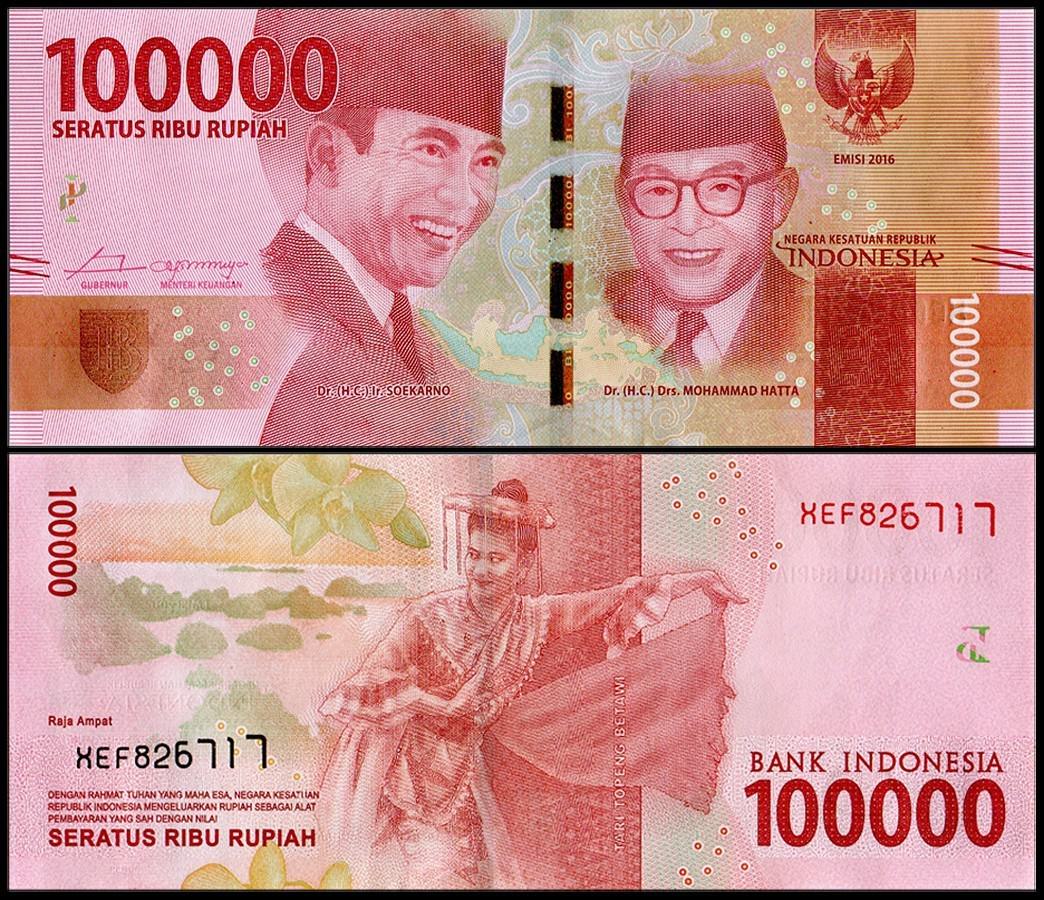 100000
SERATUS RIBU RUPIAH
EMISI 2016
NEGARA KESATUAN REPUBLIK
INDONESIA
GUBERNUR
MENTERI KEUANGAN
100000
Dr. (H.C.) Ir. SOEKARNO
Dr. (H.C.) Drs. MOHAMMAD HATTA
100000
XEF826717
Raja Ampat
XEF826717
DENGAN RAHMAT TUHAN YANG MAHA ESA, NEGARA KESATUAN
REPUBLIK INDONESIA MENGELUARKAN RUPIAH SEBAGAI ALAT
PEMBAYARAN YANG SAH DENGAN NILAI
SERATUS RIBU RUPIAH
TARI TOPENG BETAWI
BANK INDONESIA
100000